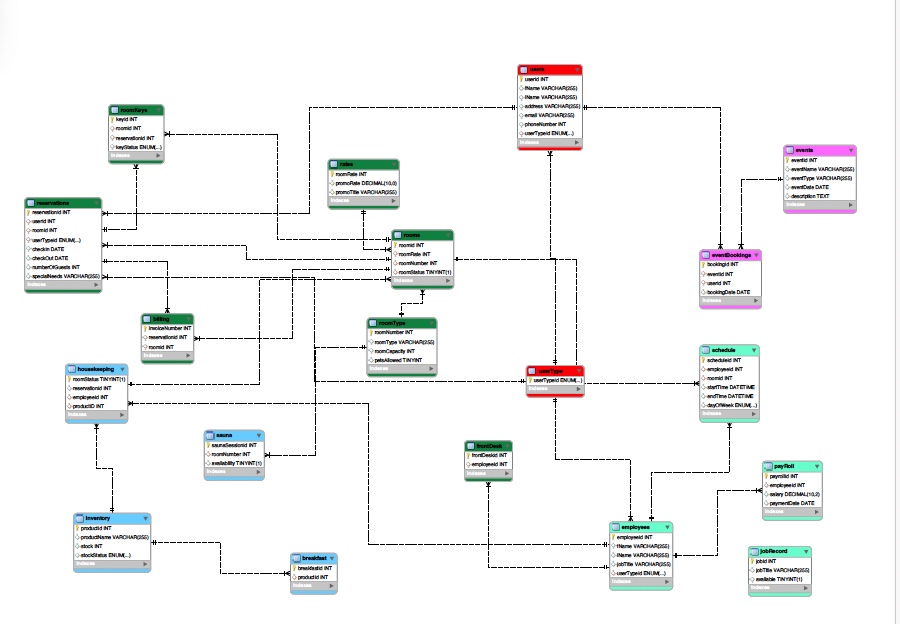 users
userid INT
fName VARCHAR(255)
lName VARCHAR(255)
address VARCHAR(255)
email VARCHAR(255)
phoneNumber INT
userTypeid ENUM(...)
Indexes
roomKeys
keyid INT
roomid INT
reservationid INT
keyStatus ENUM(...)
Indexes
events
eventid INT
eventName VARCHAR(255)
eventType VARCHAR(255)
eventDate DATE
description TEXT
Indexes
rates
roomRate INT
promoRate DECIMAL(10,0)
promoTitle VARCHAR(255)
Indexes
reservations
reservationid INT
userid INT
roomid INT
userTypeid ENUM(...)
checkin DATE
checkOut DATE
numberOfGuests INT
specialNeeds VARCHAR(255)
Indexes
rooms
roomid INT
roomRate INT
roomNumber INT
roomStatus TINYINT(1)
Indexes
eventBookings
bookingid INT
eventid INT
userid INT
bookingDate DATE
Indexes
billing
invoiceNumber INT
reservationid INT
roomid INT
Indexes
roomType
roomNumber INT
roomType VARCHAR(255)
roomCapacity INT
petsAllowed TINYINT
Indexes
schedule
scheduleid INT
employeeid INT
roomid INT
startTime DATETIME
endTime DATETIME
dayOfWeek ENUM(...)
Indexes
housekeeping
roomStatus TINYINT(1)
reservationid INT
employeeid INT
productID INT
Indexes
userType
userTypeid ENUM(...)
Indexes
sauna
saunaSessionid INT
roomNumber INT
availability TINYINT(1)
Indexes
frontDesk
frontDeskid INT
employeeid INT
Indexes
payRoll
payrollid INT
employeeid INT
salary DECIMAL(10,2)
paymentDate DATE
Indexes
inventory
productid INT
productName VARCHAR(255)
stock INT
stockStatus ENUM(...)
Indexes
employees
employeeid INT
fName VARCHAR(255)
lName VARCHAR(255)
jobTitle VARCHAR(255)
userTypeid ENUM(...)
Indexes
breakfast
breakfastid INT
productid INT
Indexes
jobRecord
jobid INT
jobTitle VARCHAR(255)
available TINYINT(1)
Indexes